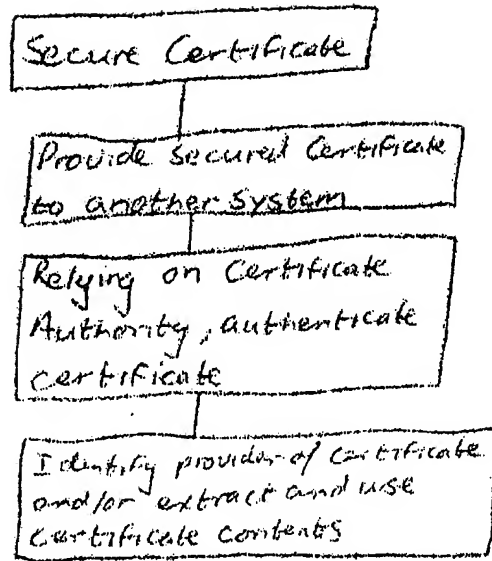 Secure Certificate
Provide secured Certificate
to another system
Relying on Certificate
Authority, authenticate
certificate
Identify provider of certificate
and/or extract and use
Certificate contents